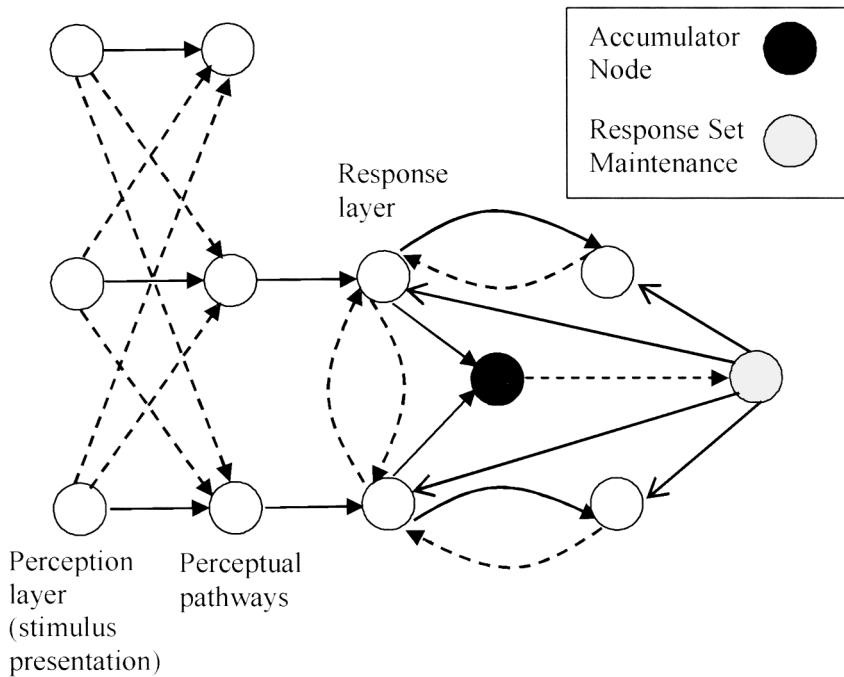 Accumulator
Node
Response Set
Maintenance
Response
layer
Perception
layer
(stimulus
presentation)
Perceptual
pathways